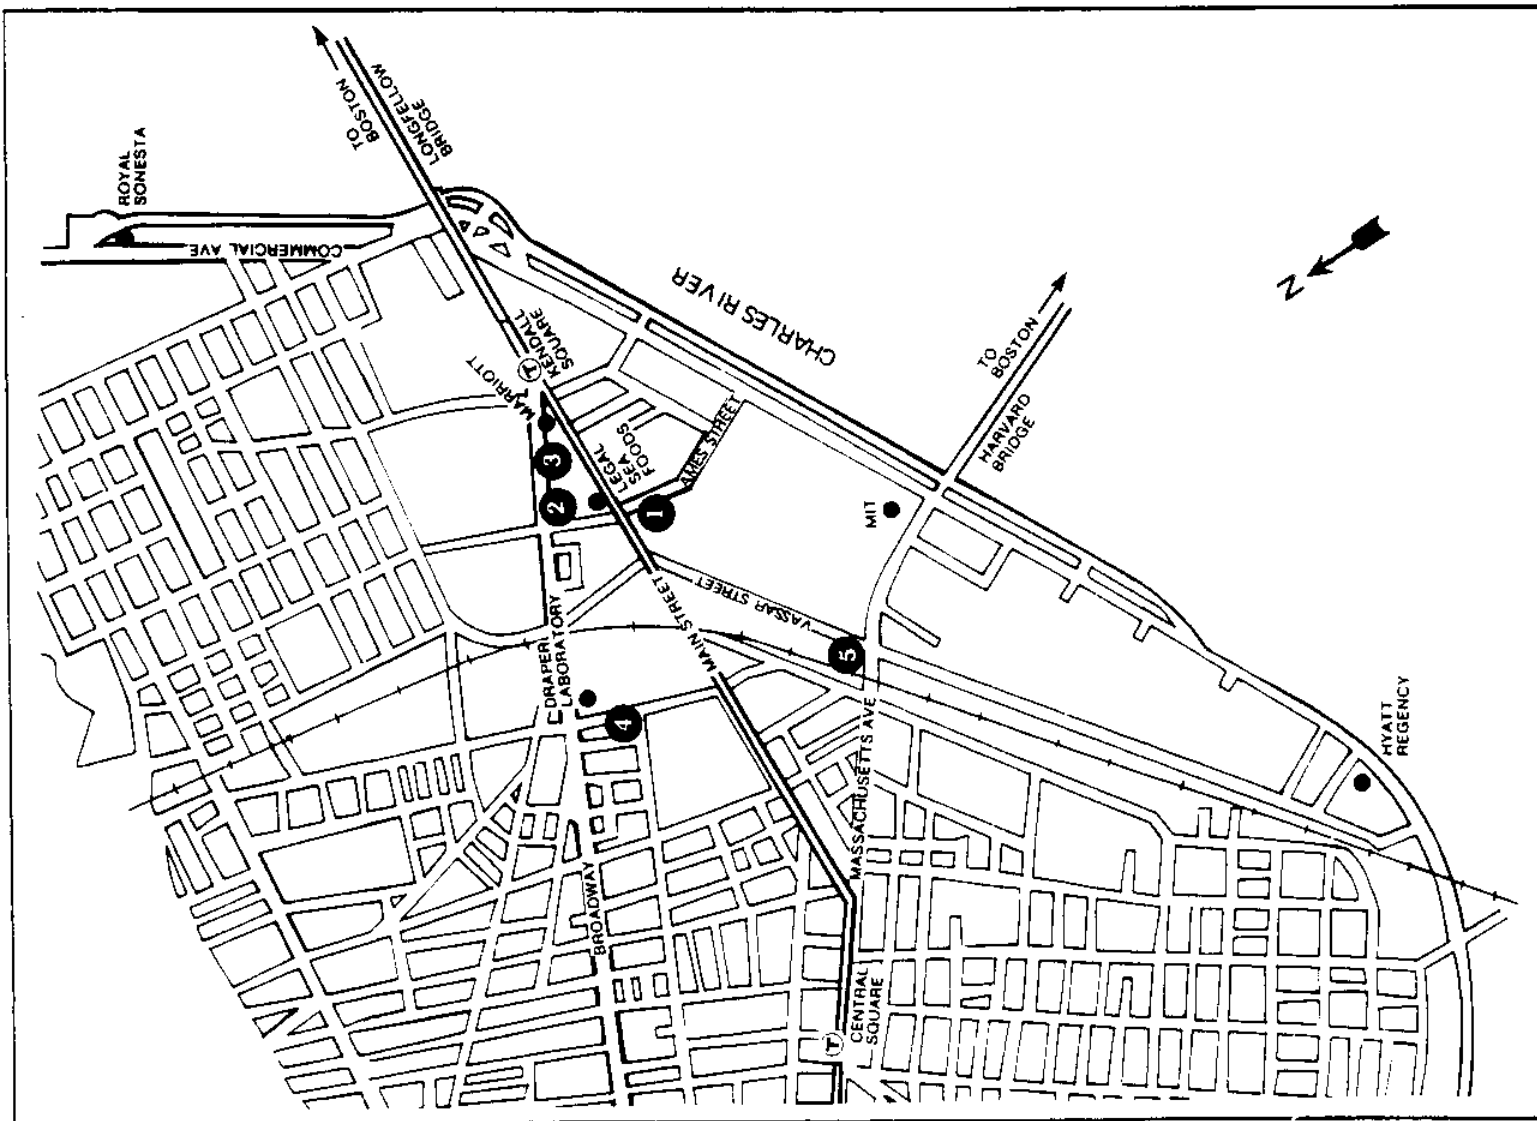 TO
BOSTON
LONGFELLOW
BRIDGE
ROYAL
SONESTA
COMMERCIAL AVE
CHARLES RIVER
N
T
KENDALL
SQUARE
MARRIOTT
3
2
LEGAL
SEA
FOODS
1
AMES STREET
TO
BOSTON
HARVARD
BRIDGE
MIT
DRAPER
LABORATORY
MAIN STREET
VASSAR STREET
5
4
MASSACHUSETTS AVE
HYATT
REGENCY
BROADWAY
CENTRAL
SQUARE
T